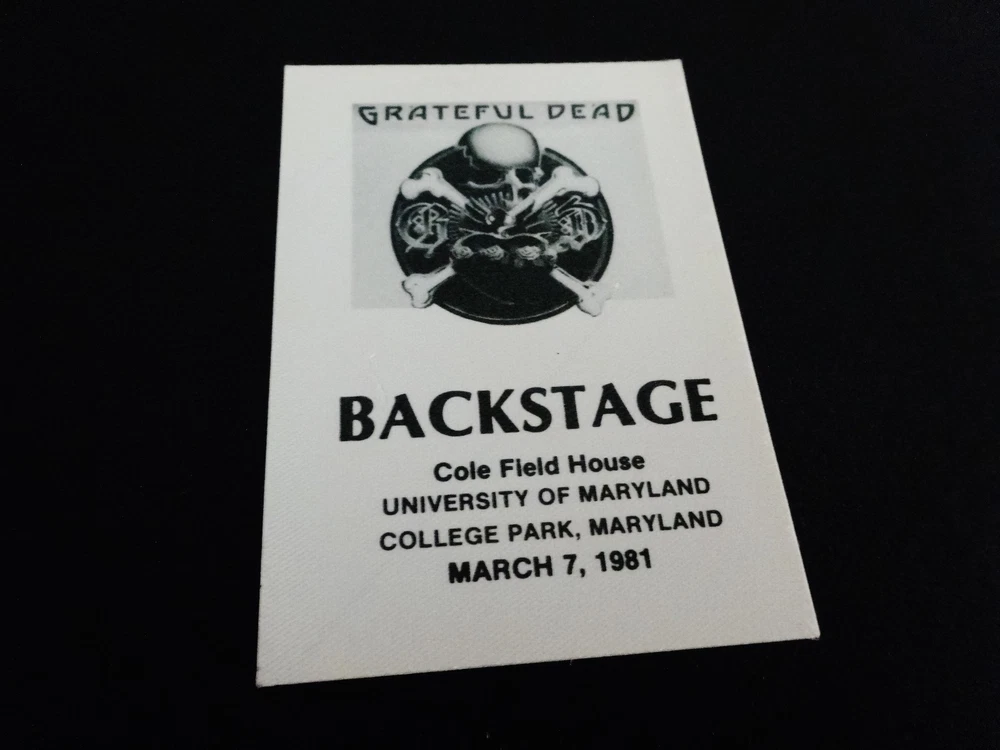 GRATEFUL DEAD
G D
BACKSTAGE
Cole Field House
UNIVERSITY OF MARYLAND
COLLEGE PARK, MARYLAND
MARCH 7, 1981